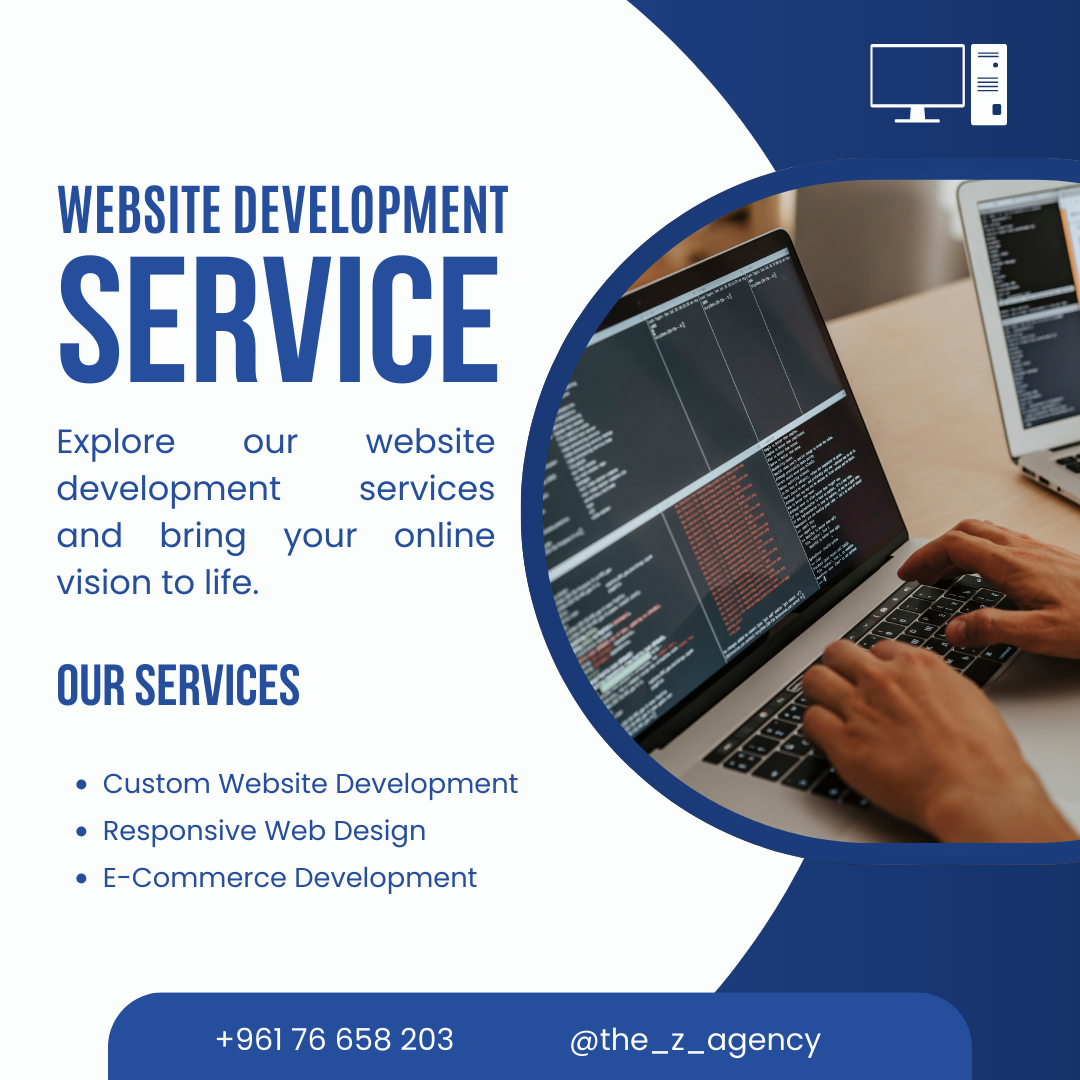 WEBSITE DEVELOPMENT
SERVICE
Explore our website
development services
and bring your online
vision to life.
OUR SERVICES
• Custom Website Development
• Responsive Web Design
• E-Commerce Development
+961 76 658 203
@the_z_agency